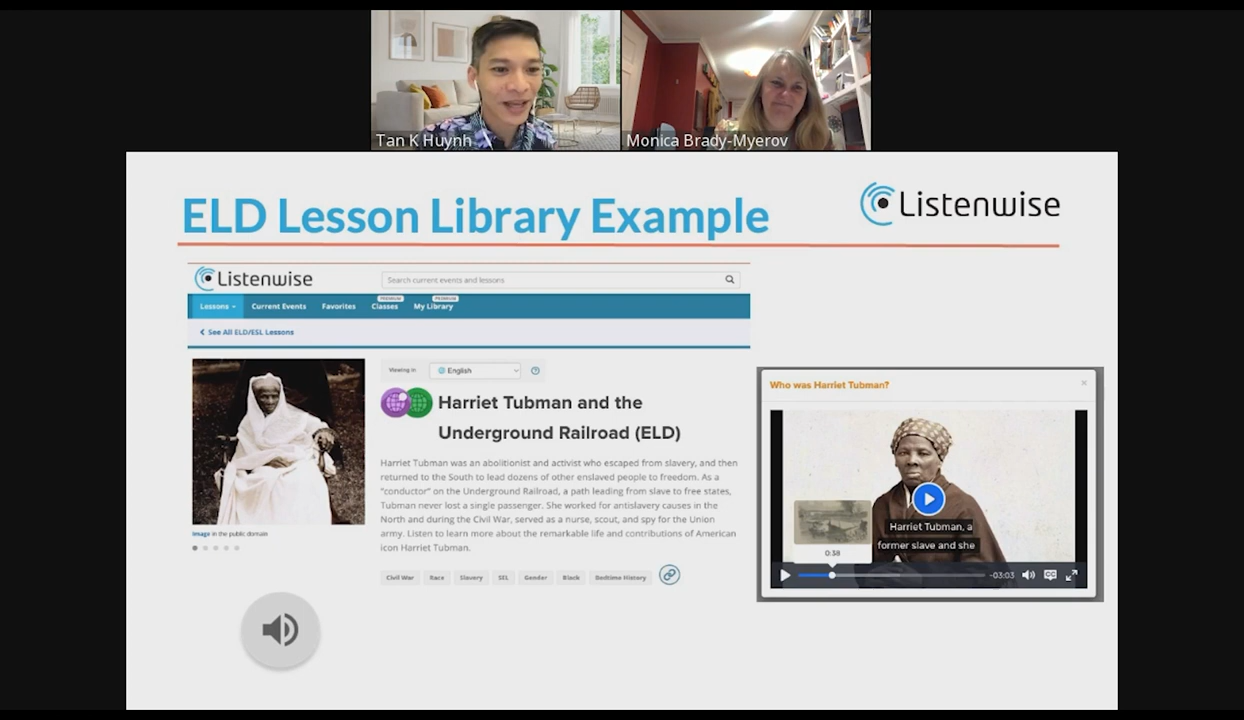 Tan K Huynh
Monica Brady-Myerov
ELD Lesson Library Example
Listenwise
Listenwise
Search current events and lessons
Lessons
Current Events
Favorites
PREMIUM
Classes
PREMIUM
My Library
See All ELD/ESL Lessons
Viewing in
English
Harriet Tubman and the
Underground Railroad (ELD)
Harriet Tubman was an abolitionist and activist who escaped from slavery, and then
returned to the South to lead dozens of other enslaved people to freedom. As a
"conductor" on the Underground Railroad, a path leading from slave to free states,
Tubman never lost a single passenger. She worked for antislavery causes in the
North and during the Civil War, served as a nurse, scout, and spy for the Union
army. Listen to learn more about the remarkable life and contributions of American
icon Harriet Tubman.
Image in the public domain
Civil War
Race
Slavery
SEL
Gender
Black
Bedtime History
Who was Harriet Tubman?
×
Harriet Tubman, a
former slave and she
0:38
-03:03
CC